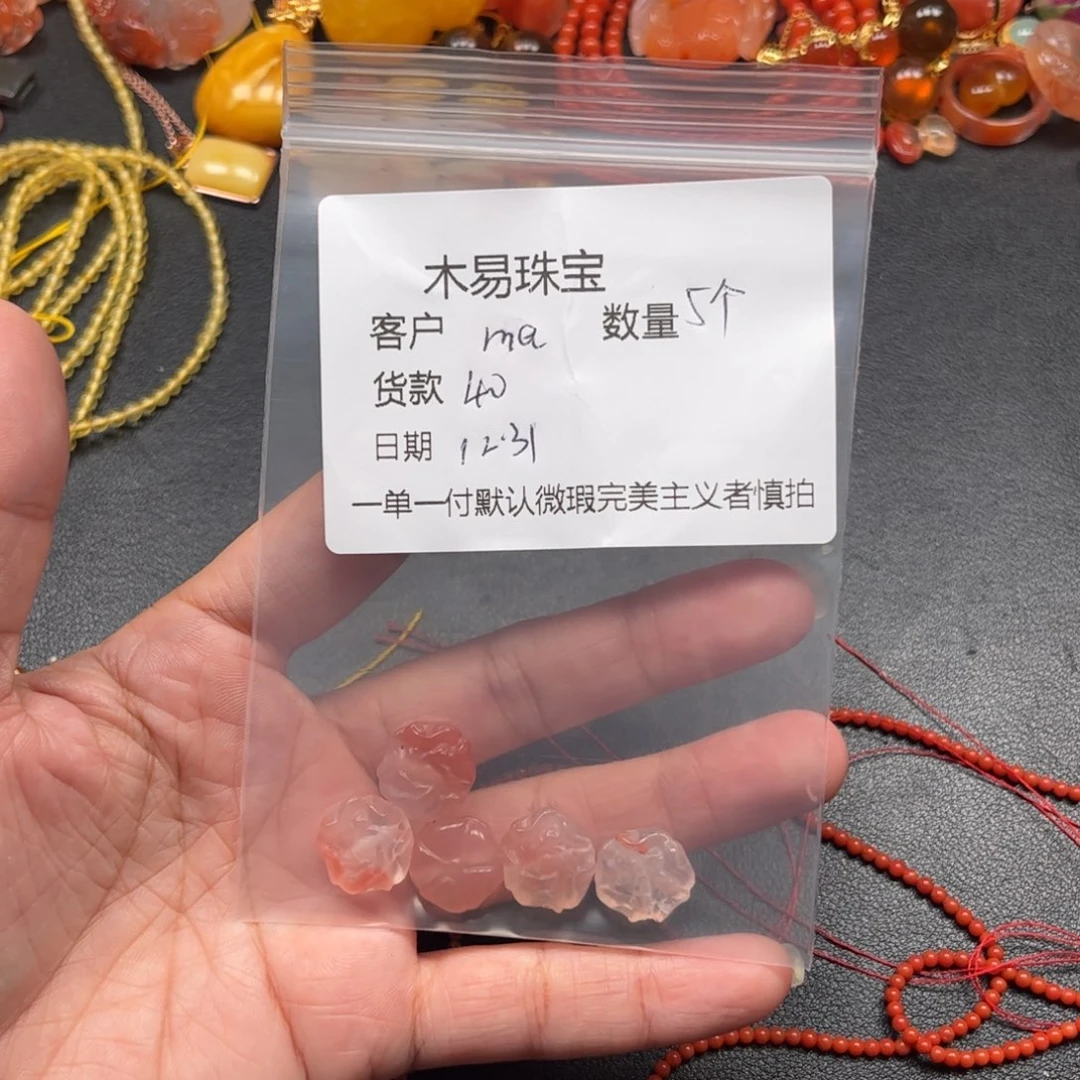 木易珠宝
客户 ma 数量 5个
货款 40
日期 12.31
一单一付默认微瑕完美主义者慎拍